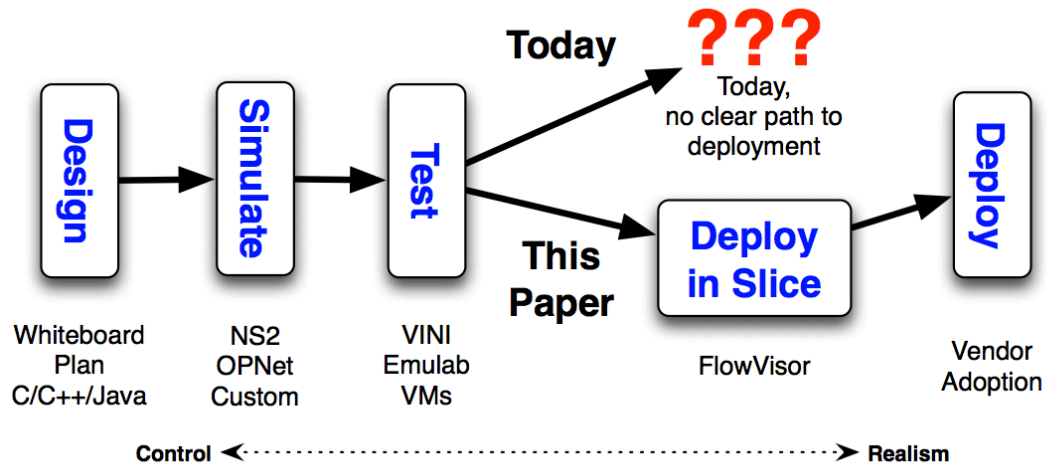 Today
???
Today,
no clear path to
deployment
Design
Simulate
Test
Deploy
in Slice
Deploy
This
Paper
Whiteboard
Plan
C/C++/Java
NS2
OPNet
Custom
VINI
Emulab
VMs
FlowVisor
Vendor
Adoption
Control
Realism